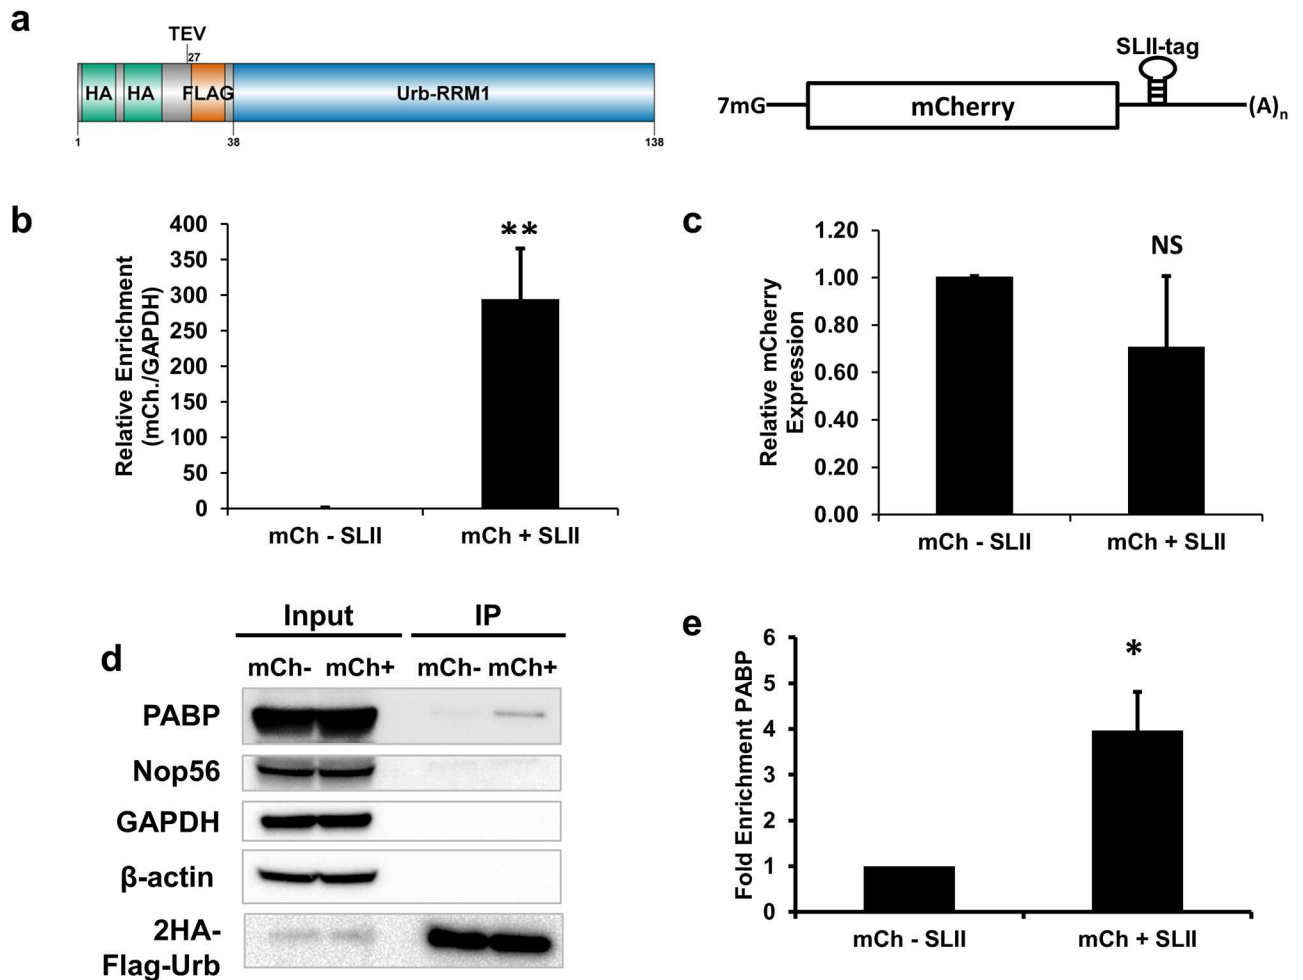 a
TEV
27
HA HA FLAG Urb-RRM1
1 38 138
SLII-tag
7mG mCherry (A)n
b
Relative Enrichment
(mCh./GAPDH)
400
350
300
250
200
150
100
50
0
**
mCh - SLII mCh + SLII
c
Relative mCherry
Expression
1.20
1.00
0.80
0.60
0.40
0.20
0.00
NS
mCh - SLII mCh + SLII
d
Input IP
mCh- mCh+ mCh- mCh+
PABP
Nop56
GAPDH
β-actin
2HA-
Flag-Urb
e
Fold Enrichment PABP
6
5
4
3
2
1
0
*
mCh - SLII mCh + SLII